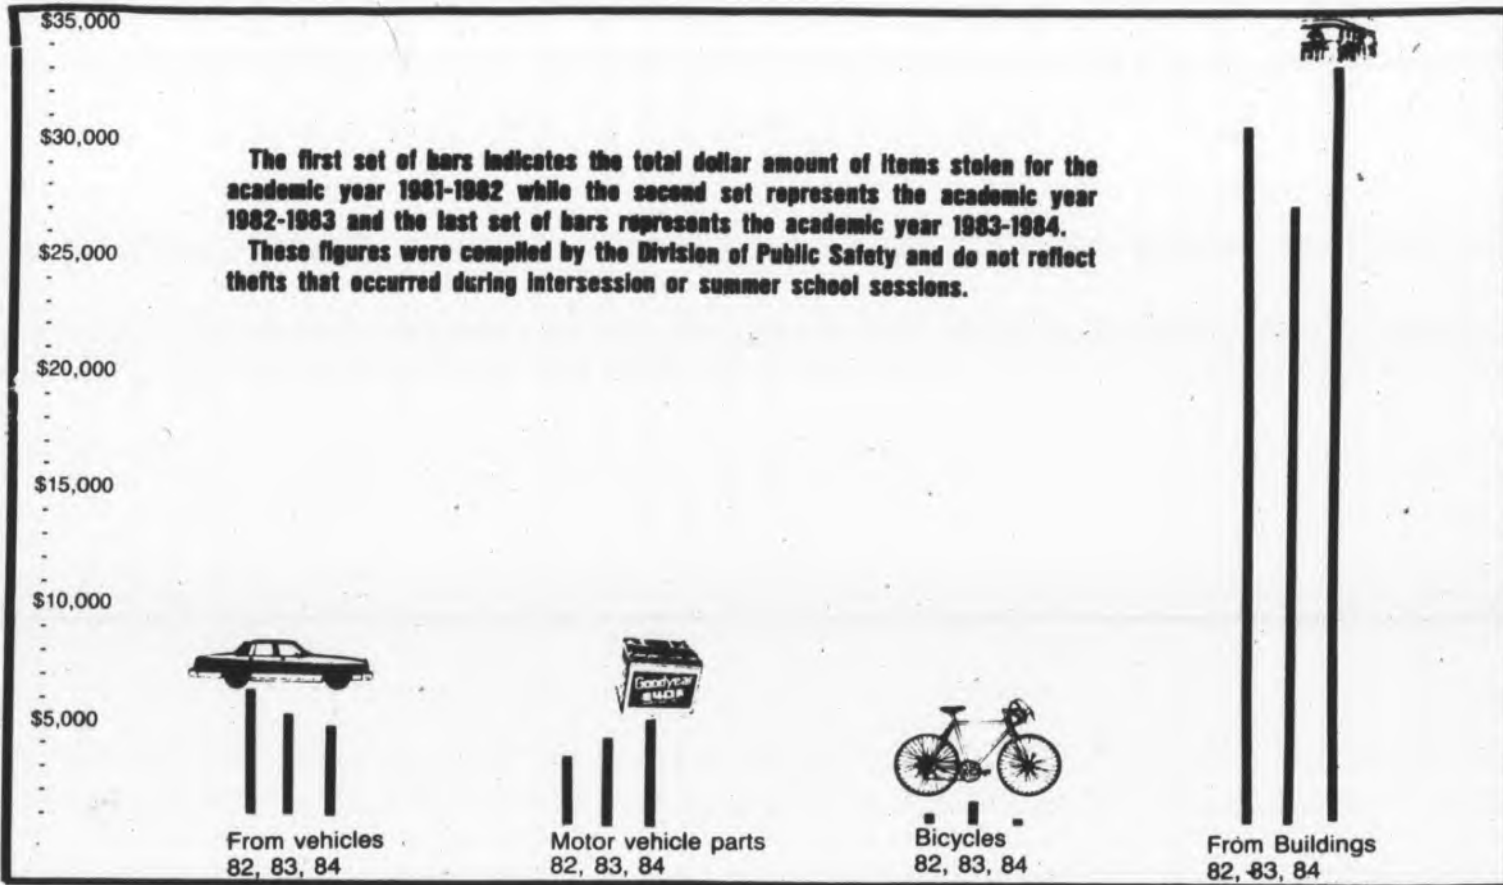 $35,000
$30,000
$25,000
$20,000
$15,000
$10,000
$5,000
The first set of bars indicates the total dollar amount of items stolen for the
academic year 1981-1982 while the second set represents the academic year
1982-1983 and the last set of bars represents the academic year 1983-1984.
These figures were compiled by the Division of Public Safety and do not reflect
thefts that occurred during intersession or summer school sessions.
Goodyear
From vehicles
82, 83, 84
Motor vehicle parts
82, 83, 84
Bicycles
82, 83, 84
From Buildings
82, 83, 84